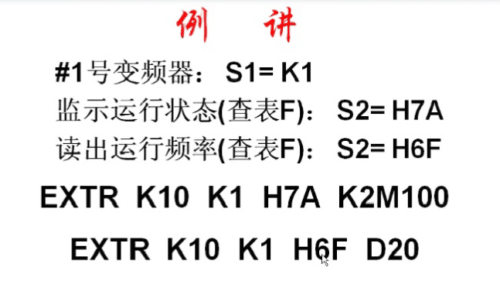 例 讲
#1号变频器： S1= K1
监示运行状态(查表F)： S2= H7A
读出运行频率(查表F)： S2= H6F
EXTR K10 K1 H7A K2M100
EXTR K10 K1 H6F D20